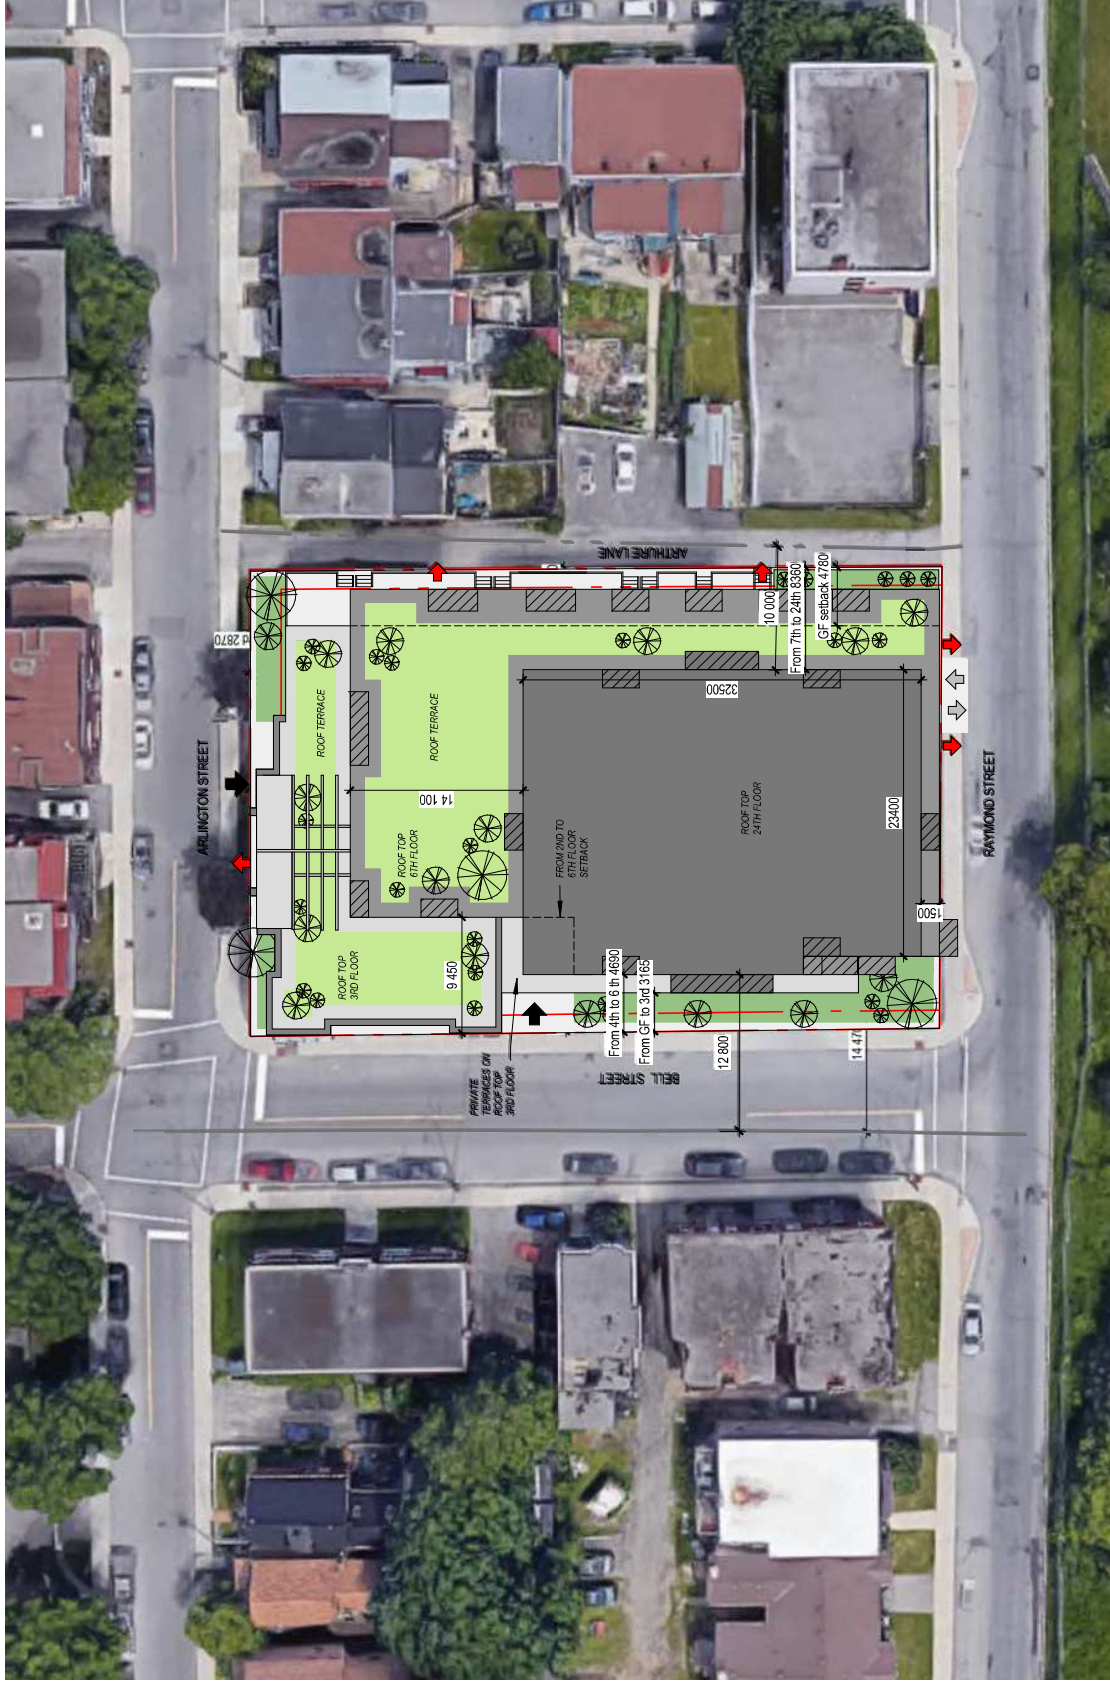 ARTHURE LANE
10 000
From 7th to 24th 8360
GF setback 4780
d 2870
32500
ROOF TERRACE
ROOF TERRACE
ARLINGTON STREET
14 100
ROOF TOP
6TH FLOOR
FROM 2ND TO
6TH FLOOR
SETBACK
ROOF TOP
24TH FLOOR
23400
RAYMOND STREET
1500
ROOF TOP
3RD FLOOR
9 450
From 4th to 6 th 4690
From GF to 3rd 3165
12 800
14 47
PRIVATE
TERRACES ON
ROOF TOP
3RD FLOOR
BELL STREET